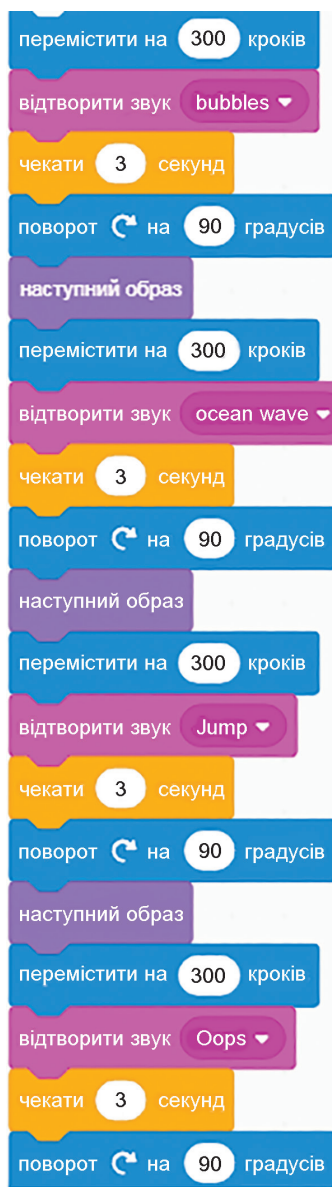 перемістити на 300 кроків
відтворити звук bubbles
чекати 3 секунд
поворот на 90 градусів
наступний образ
перемістити на 300 кроків
відтворити звук ocean wave
чекати 3 секунд
поворот на 90 градусів
наступний образ
перемістити на 300 кроків
відтворити звук Jump
чекати 3 секунд
поворот на 90 градусів
наступний образ
перемістити на 300 кроків
відтворити звук Oops
чекати 3 секунд
поворот на 90 градусів